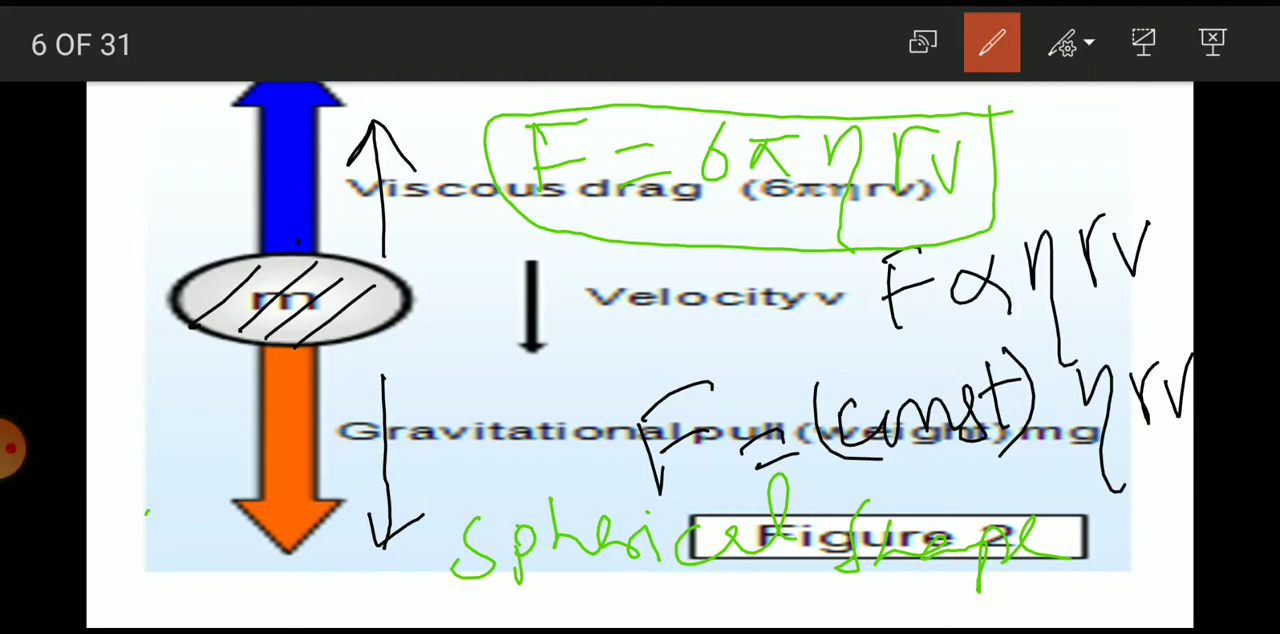 6 OF 31
F = 6πηrv
Viscous drag (6πηrv)
F α ηrv
m
Velocity v
F = (const) ηrv
Gravitational pull (weight) mg
Spherical shape
Figure 2